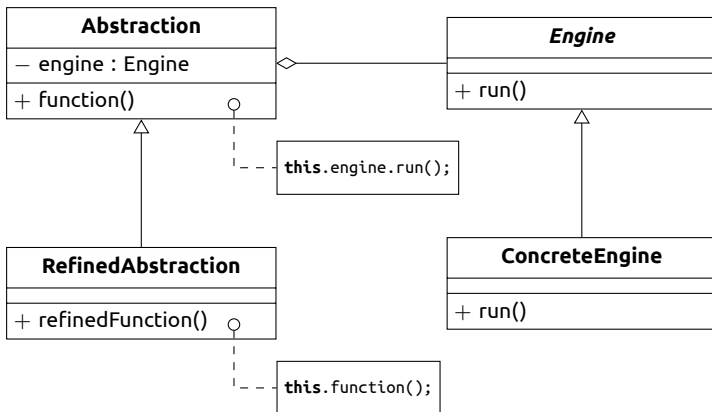 Abstraction
− engine : Engine
+ function()
Engine
+ run()
this.engine.run();
RefinedAbstraction
+ refinedFunction()
ConcreteEngine
+ run()
this.function();